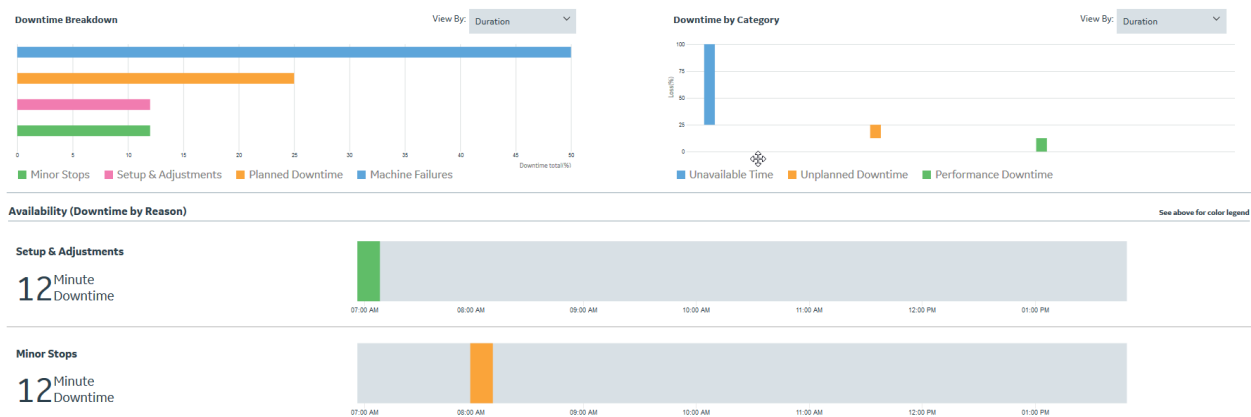 Downtime Breakdown
View By: Duration
0 5 10 15 20 25 30 35 40 45 50
Downtime total(%)
Minor Stops Setup & Adjustments Planned Downtime Machine Failures
Downtime by Category
View By: Duration
100
75
50
25
0
Loss(%)
Unavailable Time Unplanned Downtime Performance Downtime
Availability (Downtime by Reason)
See above for color legend
Setup & Adjustments
12 Minute
Downtime
07:00 AM 08:00 AM 09:00 AM 10:00 AM 11:00 AM 12:00 PM 01:00 PM
Minor Stops
12 Minute
Downtime
07:00 AM 08:00 AM 09:00 AM 10:00 AM 11:00 AM 12:00 PM 01:00 PM